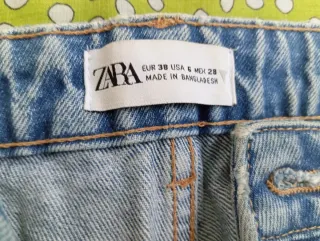 ZARA
EUR 38 USA 6 MEX 28
MADE IN BANGLADESH